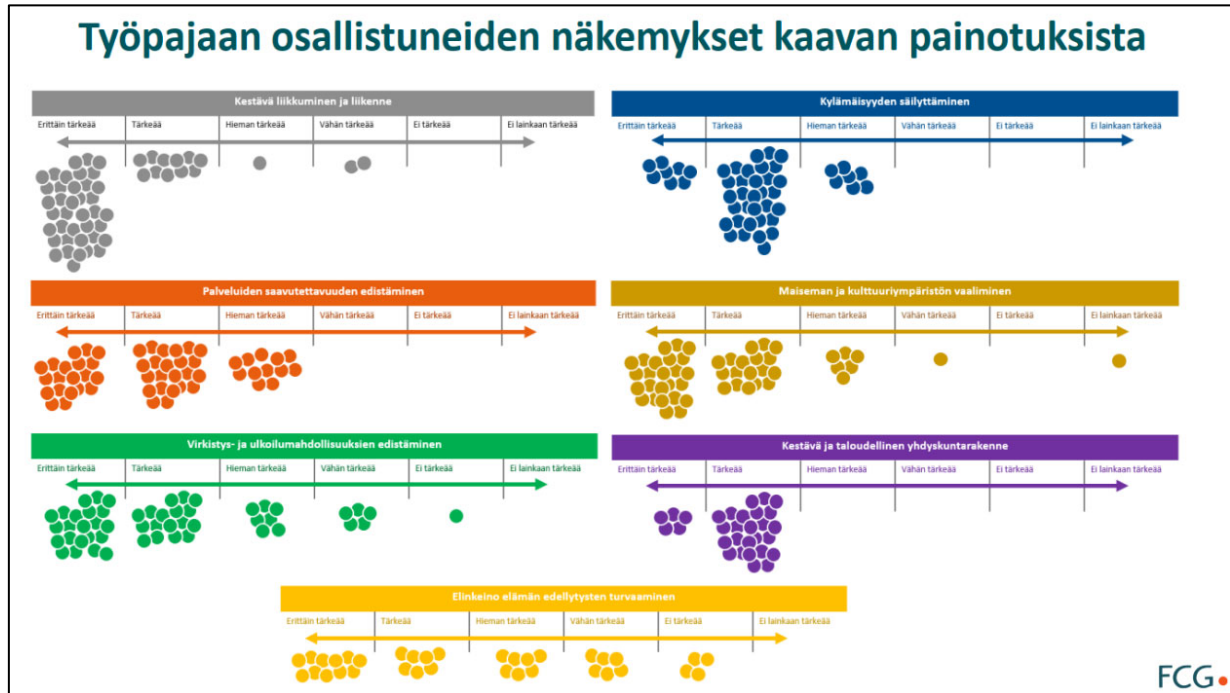 Työpajaan osallistuneiden näkemykset kaavan painotuksista
Kestävä liikkuminen ja liikenne
Erittäin tärkeää Tärkeää Hieman tärkeää Vähän tärkeää Ei tärkeää Ei lainkaan tärkeää
Kylämäisyyden säilyttäminen
Erittäin tärkeää Tärkeää Hieman tärkeää Vähän tärkeää Ei tärkeää Ei lainkaan tärkeää
Palveluiden saavutettavuuden edistäminen
Erittäin tärkeää Tärkeää Hieman tärkeää Vähän tärkeää Ei tärkeää Ei lainkaan tärkeää
Maiseman ja kulttuuriympäristön vaaliminen
Erittäin tärkeää Tärkeää Hieman tärkeää Vähän tärkeää Ei tärkeää Ei lainkaan tärkeää
Virkistys- ja ulkoilumahdollisuuksien edistäminen
Erittäin tärkeää Tärkeää Hieman tärkeää Vähän tärkeää Ei tärkeää Ei lainkaan tärkeää
Kestävä ja taloudellinen yhdyskuntarakenne
Erittäin tärkeää Tärkeää Hieman tärkeää Vähän tärkeää Ei tärkeää Ei lainkaan tärkeää
Elinkeino elämän edellytysten turvaaminen
Erittäin tärkeää Tärkeää Hieman tärkeää Vähän tärkeää Ei tärkeää Ei lainkaan tärkeää
FCG